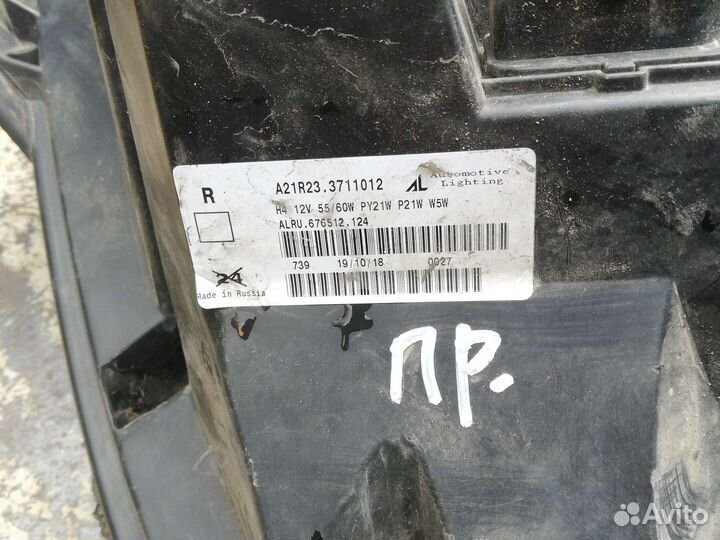 R
A21R23.3711012
AL Automotive Lighting
H4 12V 55/60W PY21W P21W W5W
ALRU.676512.124
739 19/10/18 0027
24
Made in Russia
ПР.
Avito